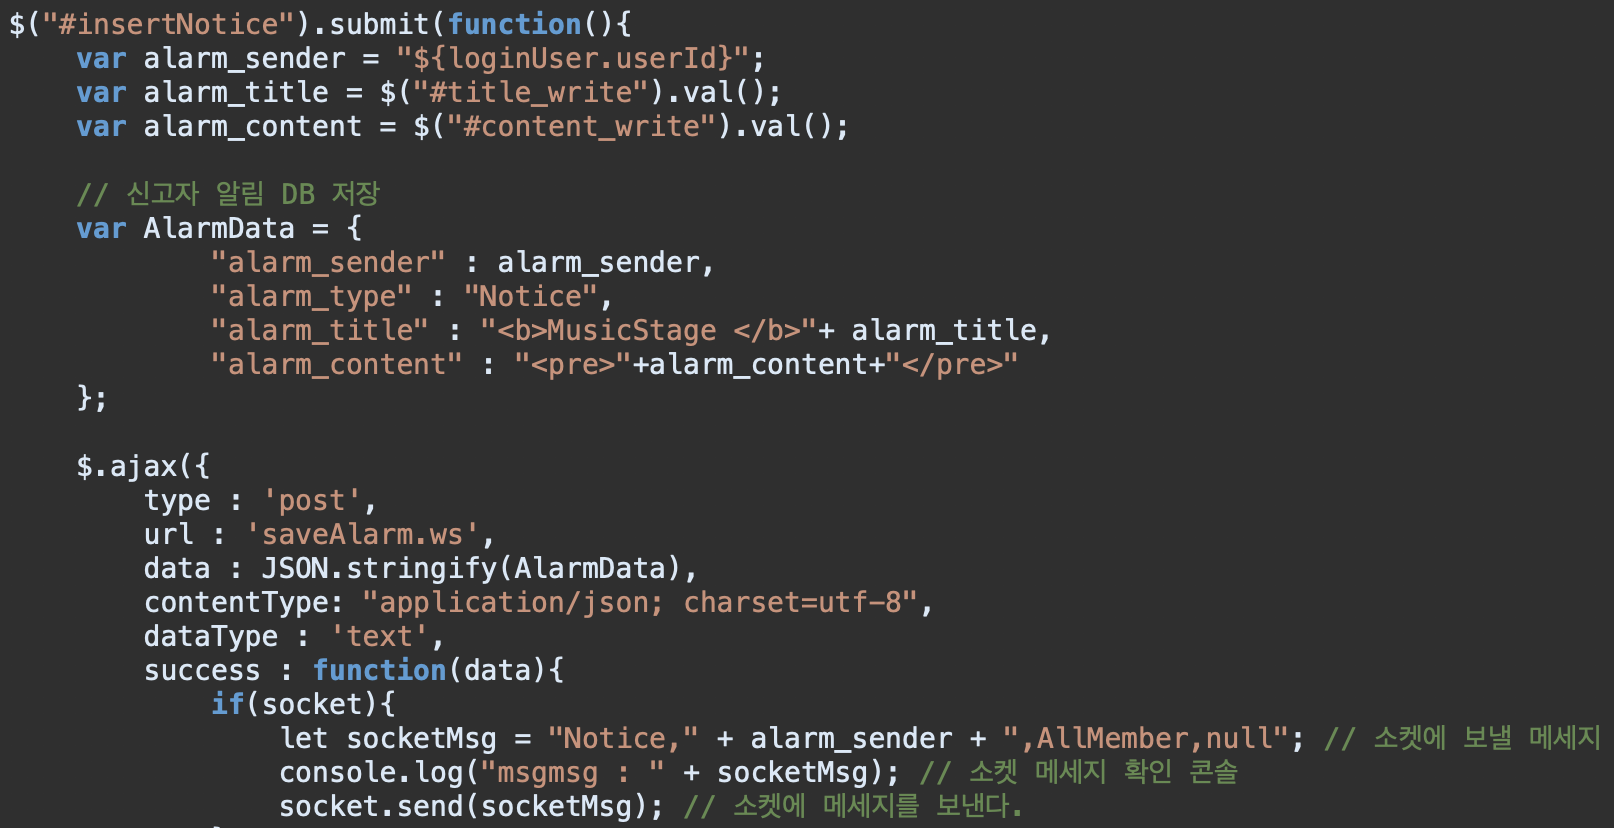 $("#insertNotice").submit(function(){
    var alarm_sender = "${loginUser.userId}";
    var alarm_title = $("#title_write").val();
    var alarm_content = $("#content_write").val();

    // 신고자 알림 DB 저장
    var AlarmData = {
            "alarm_sender" : alarm_sender,
            "alarm_type" : "Notice",
            "alarm_title" : "<b>MusicStage </b>"+ alarm_title,
            "alarm_content" : "<pre>"+alarm_content+"</pre>"
    };

    $.ajax({
        type : 'post',
        url : 'saveAlarm.ws',
        data : JSON.stringify(AlarmData),
        contentType: "application/json; charset=utf-8",
        dataType : 'text',
        success : function(data){
            if(socket){
                let socketMsg = "Notice," + alarm_sender + ",AllMember,null"; // 소켓에 보낼 메세지
                console.log("msgmsg : " + socketMsg); // 소켓 메세지 확인 콘솔
                socket.send(socketMsg); // 소켓에 메세지를 보낸다.